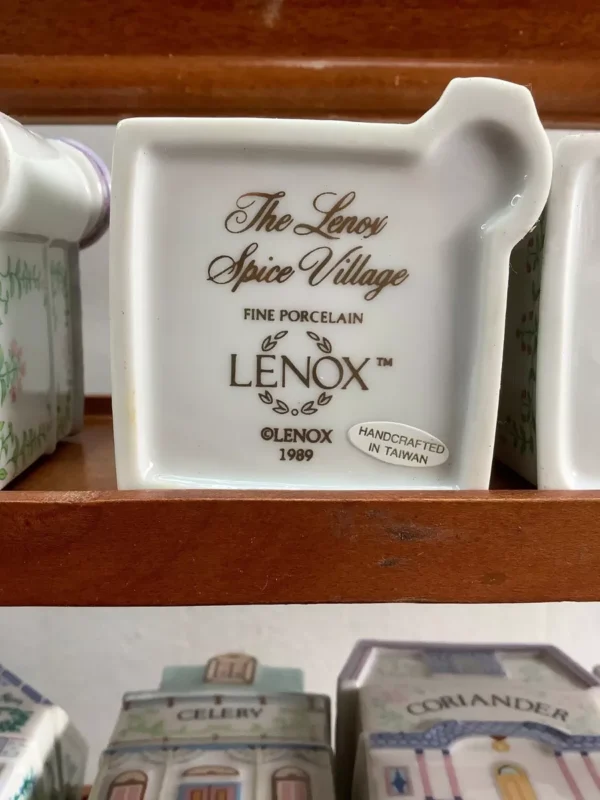 The Lenox
Spice Village
FINE PORCELAIN
LENOX™
©LENOX
1989
HANDCRAFTED
IN TAIWAN
CELERY
CORIANDER